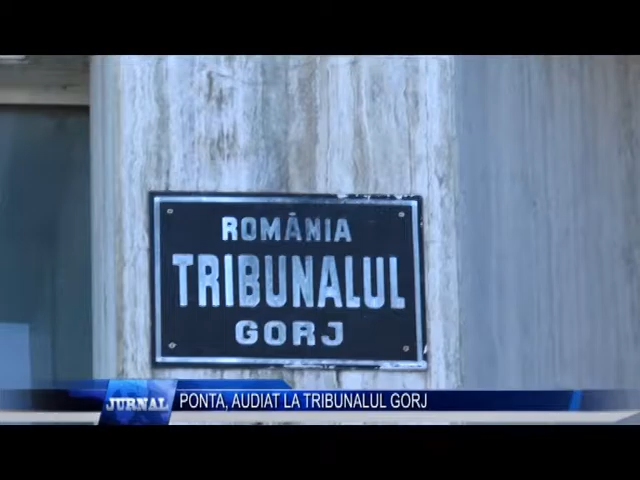 ROMÂNIA
TRIBUNALUL
GORJ
JURNAL
PONTA, AUDIAT LA TRIBUNALUL GORJ